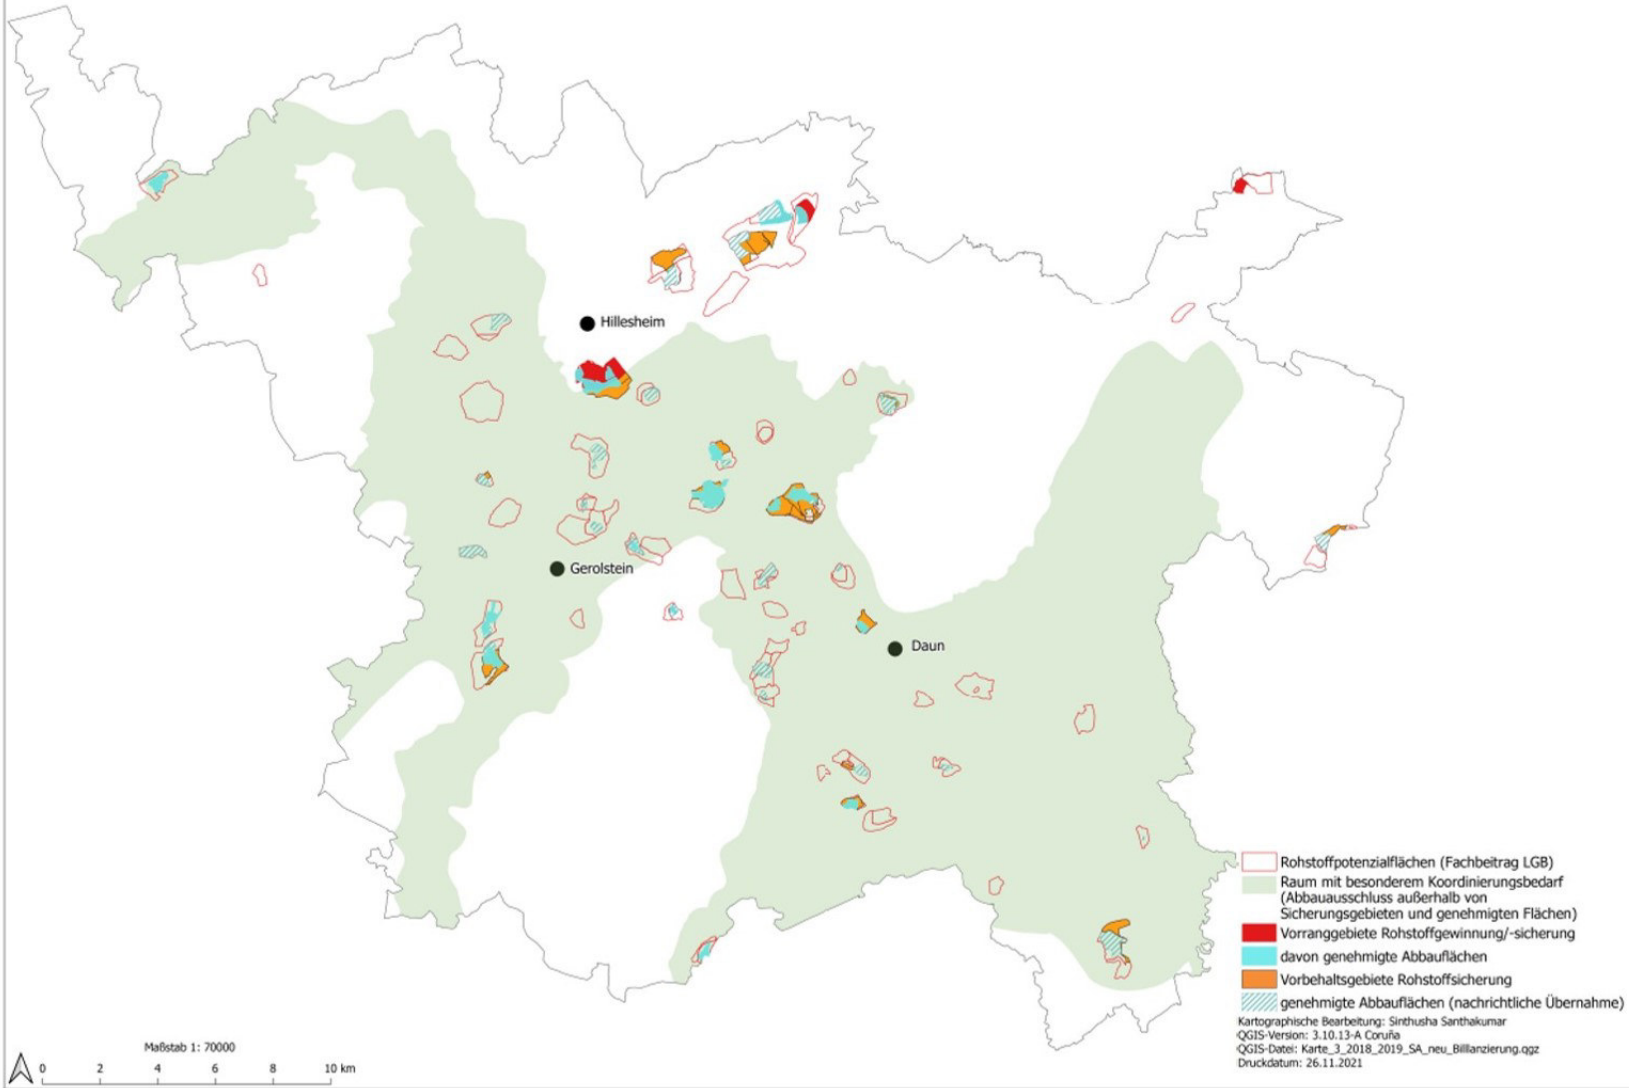 Hillesheim
Gerolstein
Daun
Rohstoffpotenzialflächen (Fachbeitrag LGB)
Raum mit besonderem Koordinierungsbedarf
(Abbauausschluss außerhalb von
Sicherungsgebieten und genehmigten Flächen)
Vorranggebiete Rohstoffgewinnung/-sicherung
davon genehmigte Abbauflächen
Vorbehaltsgebiete Rohstoffsicherung
genehmigte Abbauflächen (nachrichtliche Übernahme)
Kartographische Bearbeitung: Sinthusha Santhakumar
QGIS-Version: 3.10.13-A Coruña
QGIS-Datei: Karte_3_2018_2019_SA_neu_Billlanzierung.qgz
Druckdatum: 26.11.2021
Maßstab 1: 70000
0 2 4 6 8 10 km